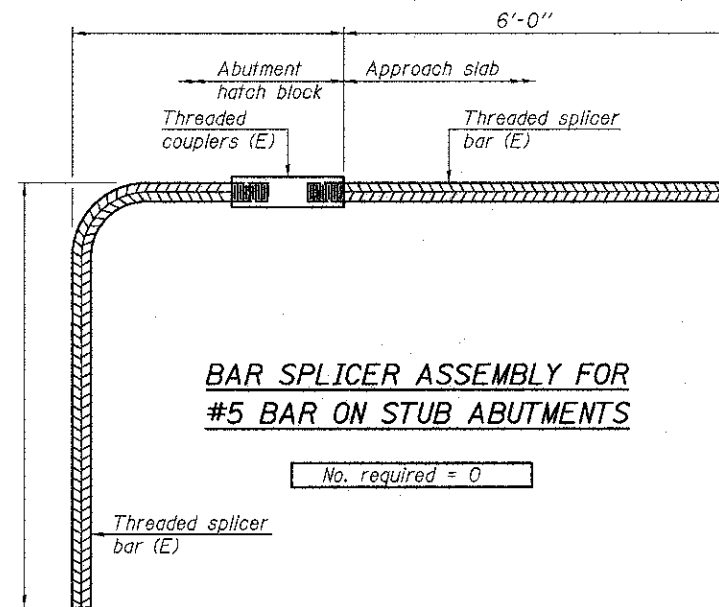 6'-0"
Abutment
hatch block
Approach slab
Threaded
couplers (E)
Threaded splicer
bar (E)
BAR SPLICER ASSEMBLY FOR
#5 BAR ON STUB ABUTMENTS
No. required = 0
Threaded splicer
bar (E)